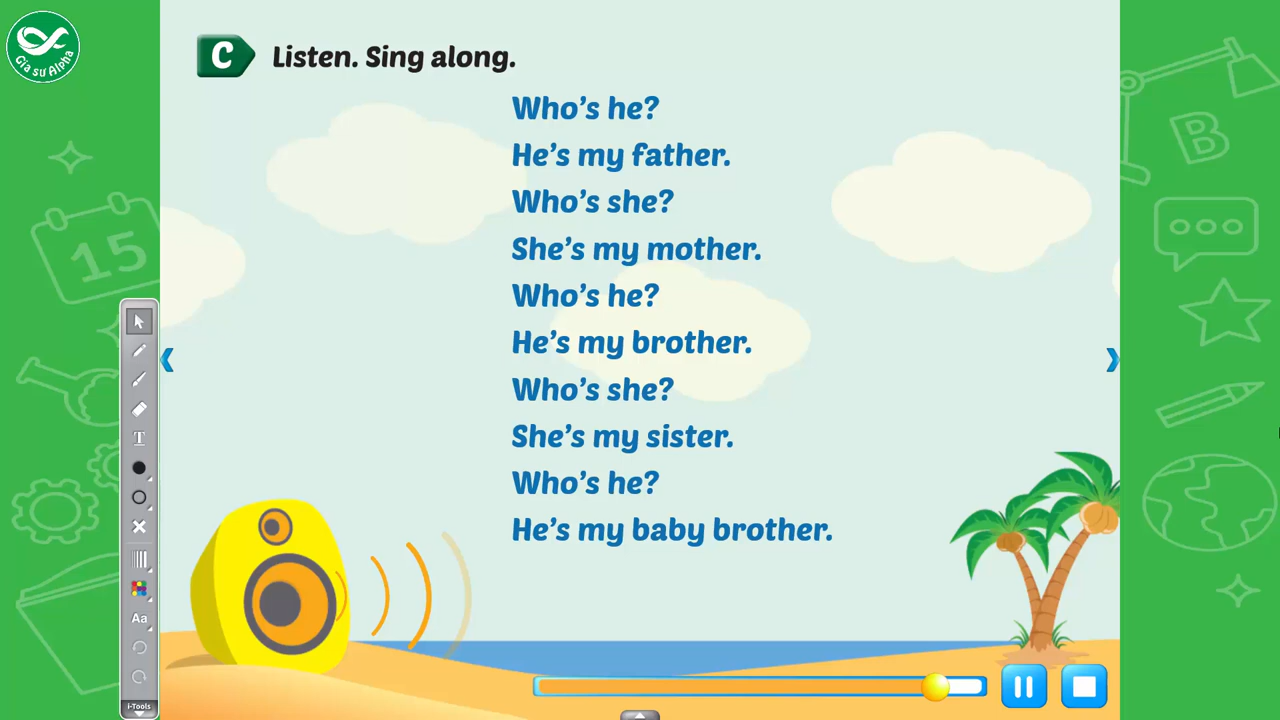 Gia sư Alpha
C Listen. Sing along.
Who's he?
He's my father.
Who's she?
She's my mother.
Who's he?
He's my brother.
Who's she?
She's my sister.
Who's he?
He's my baby brother.
15
B
T
Aa
i-Tools